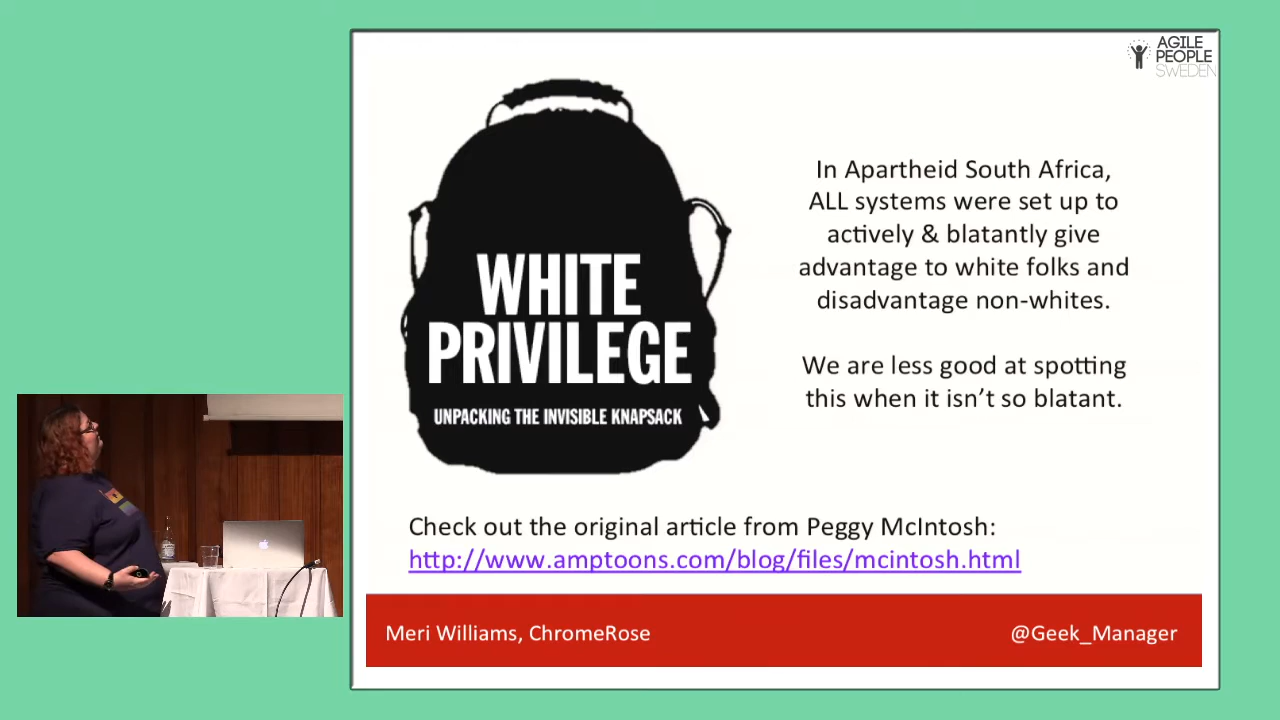 AGILE
PEOPLE
SWEDEN
WHITE
PRIVILEGE
UNPACKING THE INVISIBLE KNAPSACK
In Apartheid South Africa,
ALL systems were set up to
actively & blatantly give
advantage to white folks and
disadvantage non-whites.
We are less good at spotting
this when it isn't so blatant.
Check out the original article from Peggy McIntosh:
http://www.amptoons.com/blog/files/mcintosh.html
Meri Williams, ChromeRose
@Geek_Manager